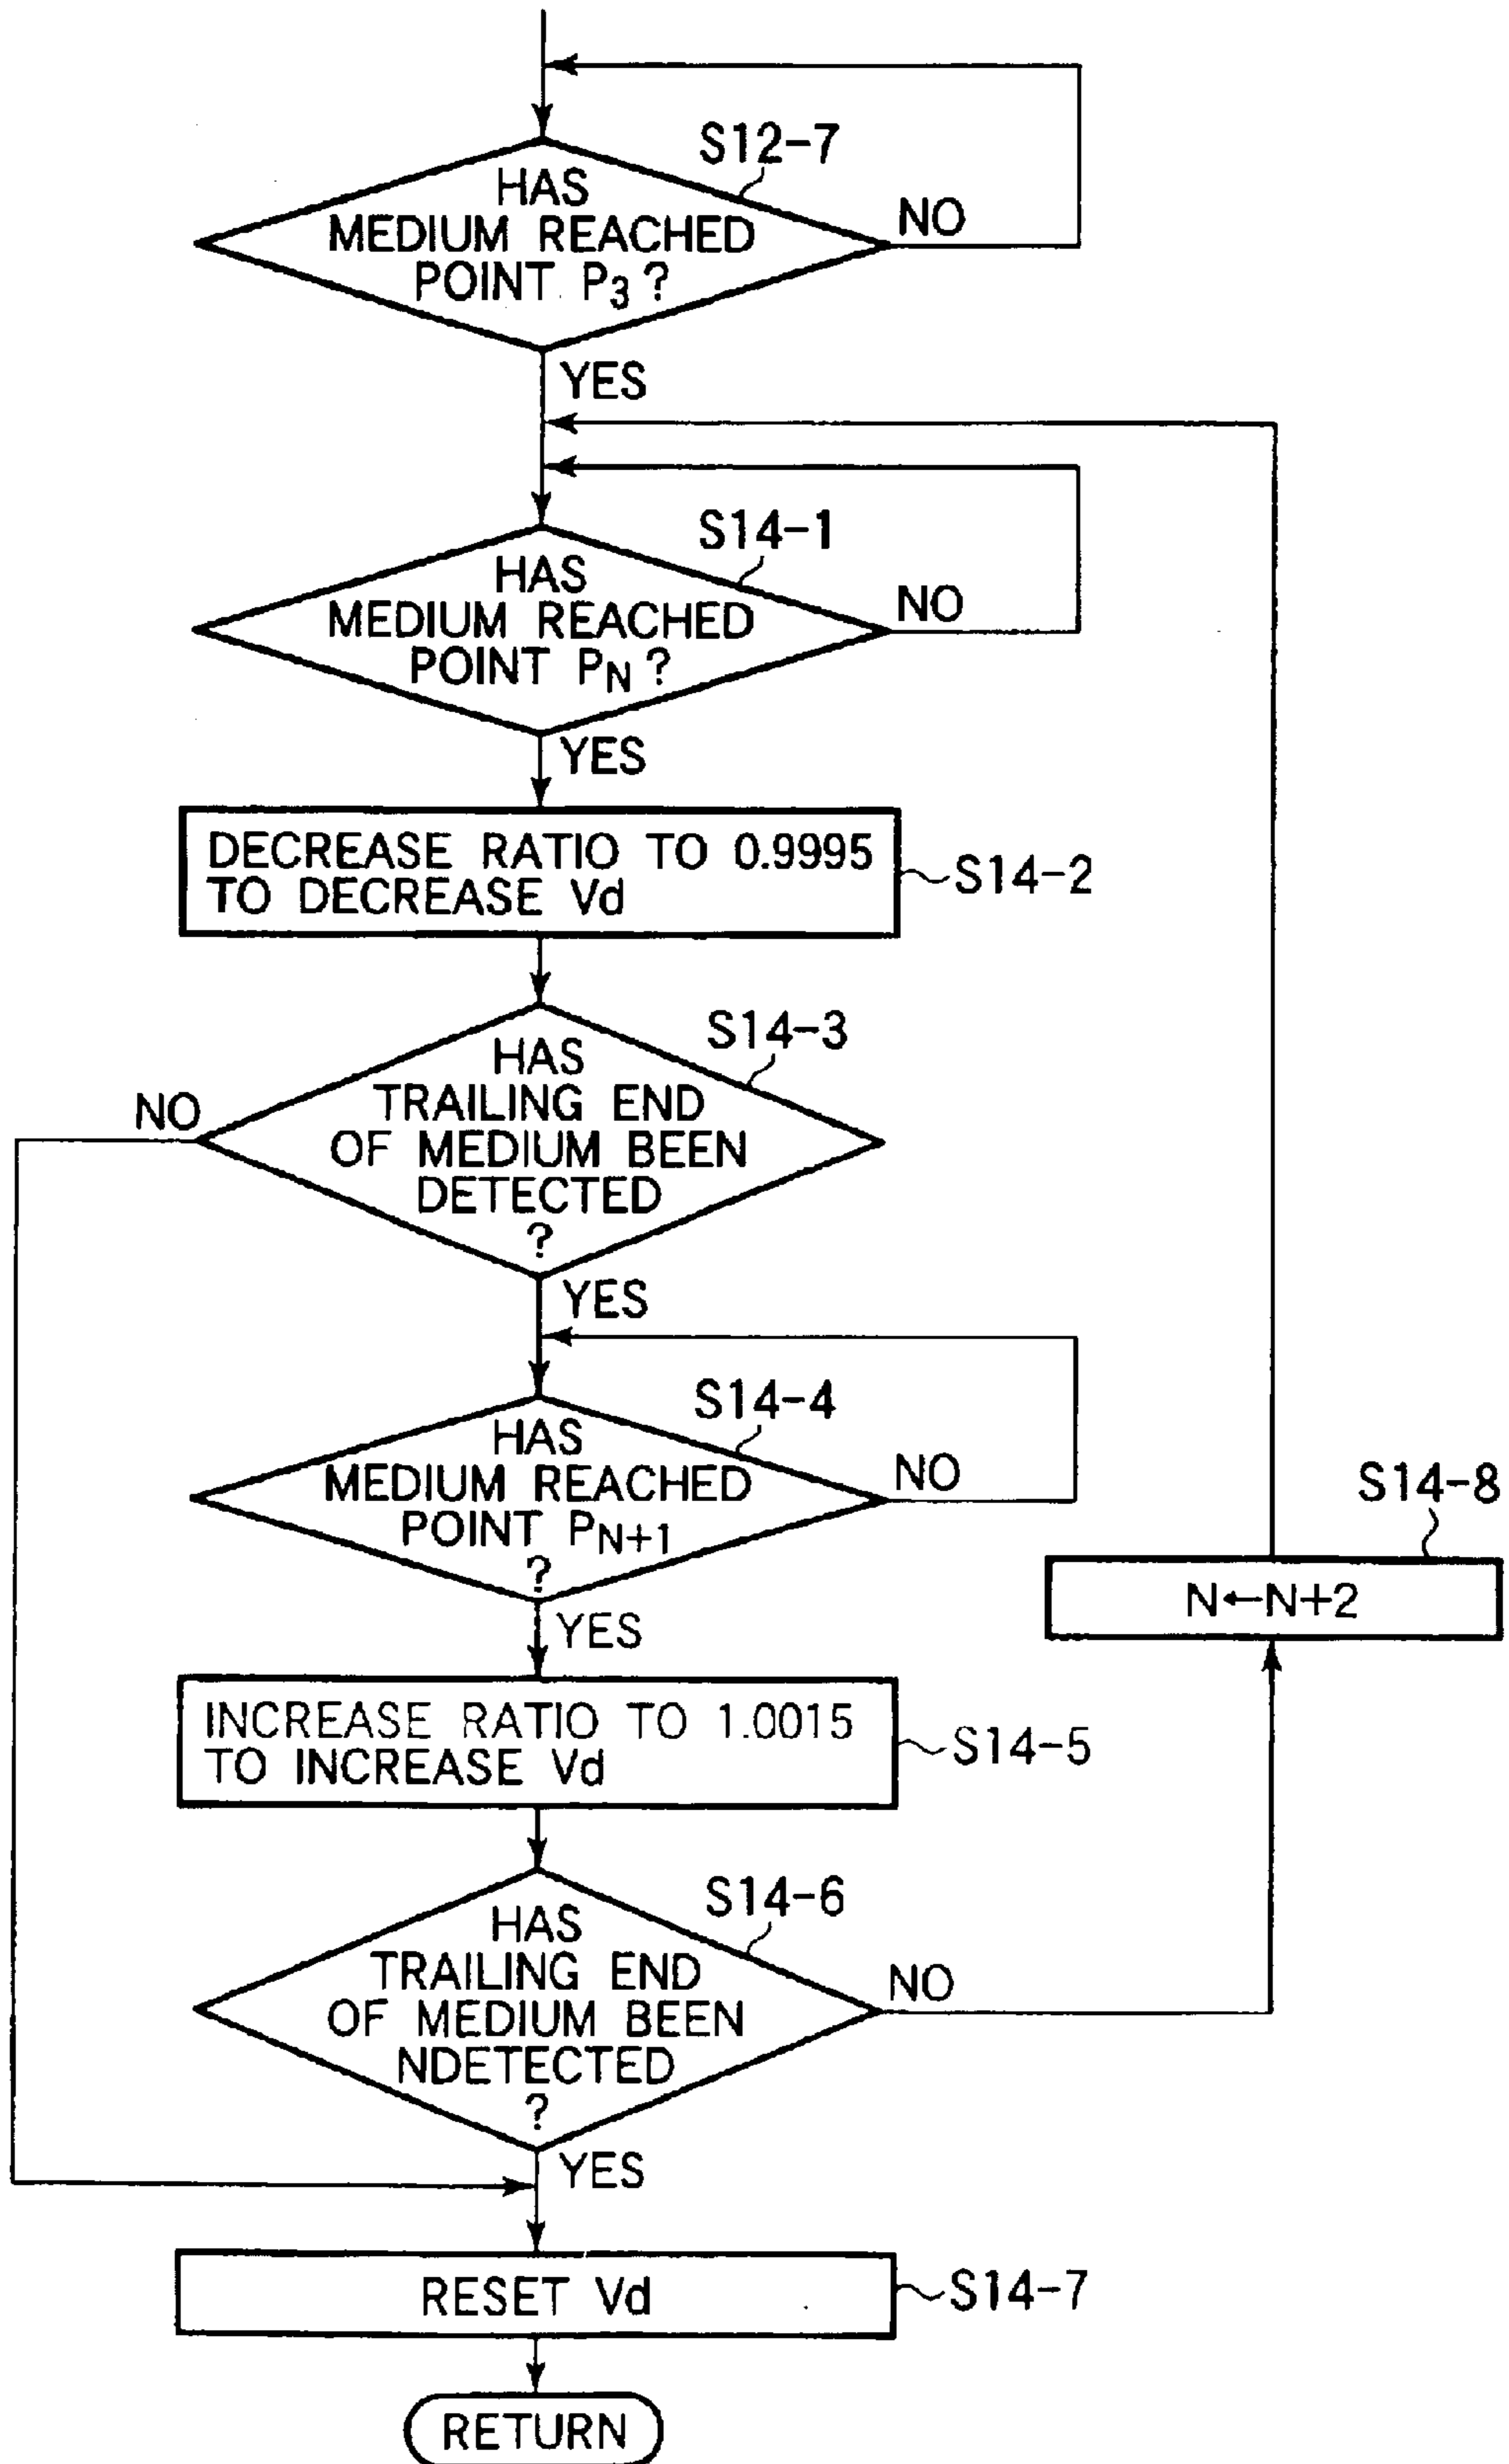 S12-7
HAS
MEDIUM REACHED
POINT P3 ?
NO
YES
S14-1
HAS
MEDIUM REACHED
POINT PN ?
NO
YES
DECREASE RATIO TO 0.9995
TO DECREASE Vd
S14-2
S14-3
HAS
TRAILING END
OF MEDIUM BEEN
DETECTED
?
NO
YES
S14-4
HAS
MEDIUM REACHED
POINT PN+1
?
NO
YES
S14-8
N←N+2
INCREASE RATIO TO 1.0015
TO INCREASE Vd
S14-5
S14-6
HAS
TRAILING END
OF MEDIUM BEEN
NDETECTED
?
NO
YES
RESET Vd
S14-7
RETURN